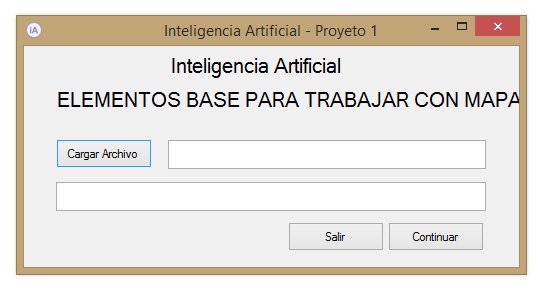 iA Inteligencia Artificial - Proyeto 1
Inteligencia Artificial
ELEMENTOS BASE PARA TRABAJAR CON MAPA
Cargar Archivo
Salir Continuar